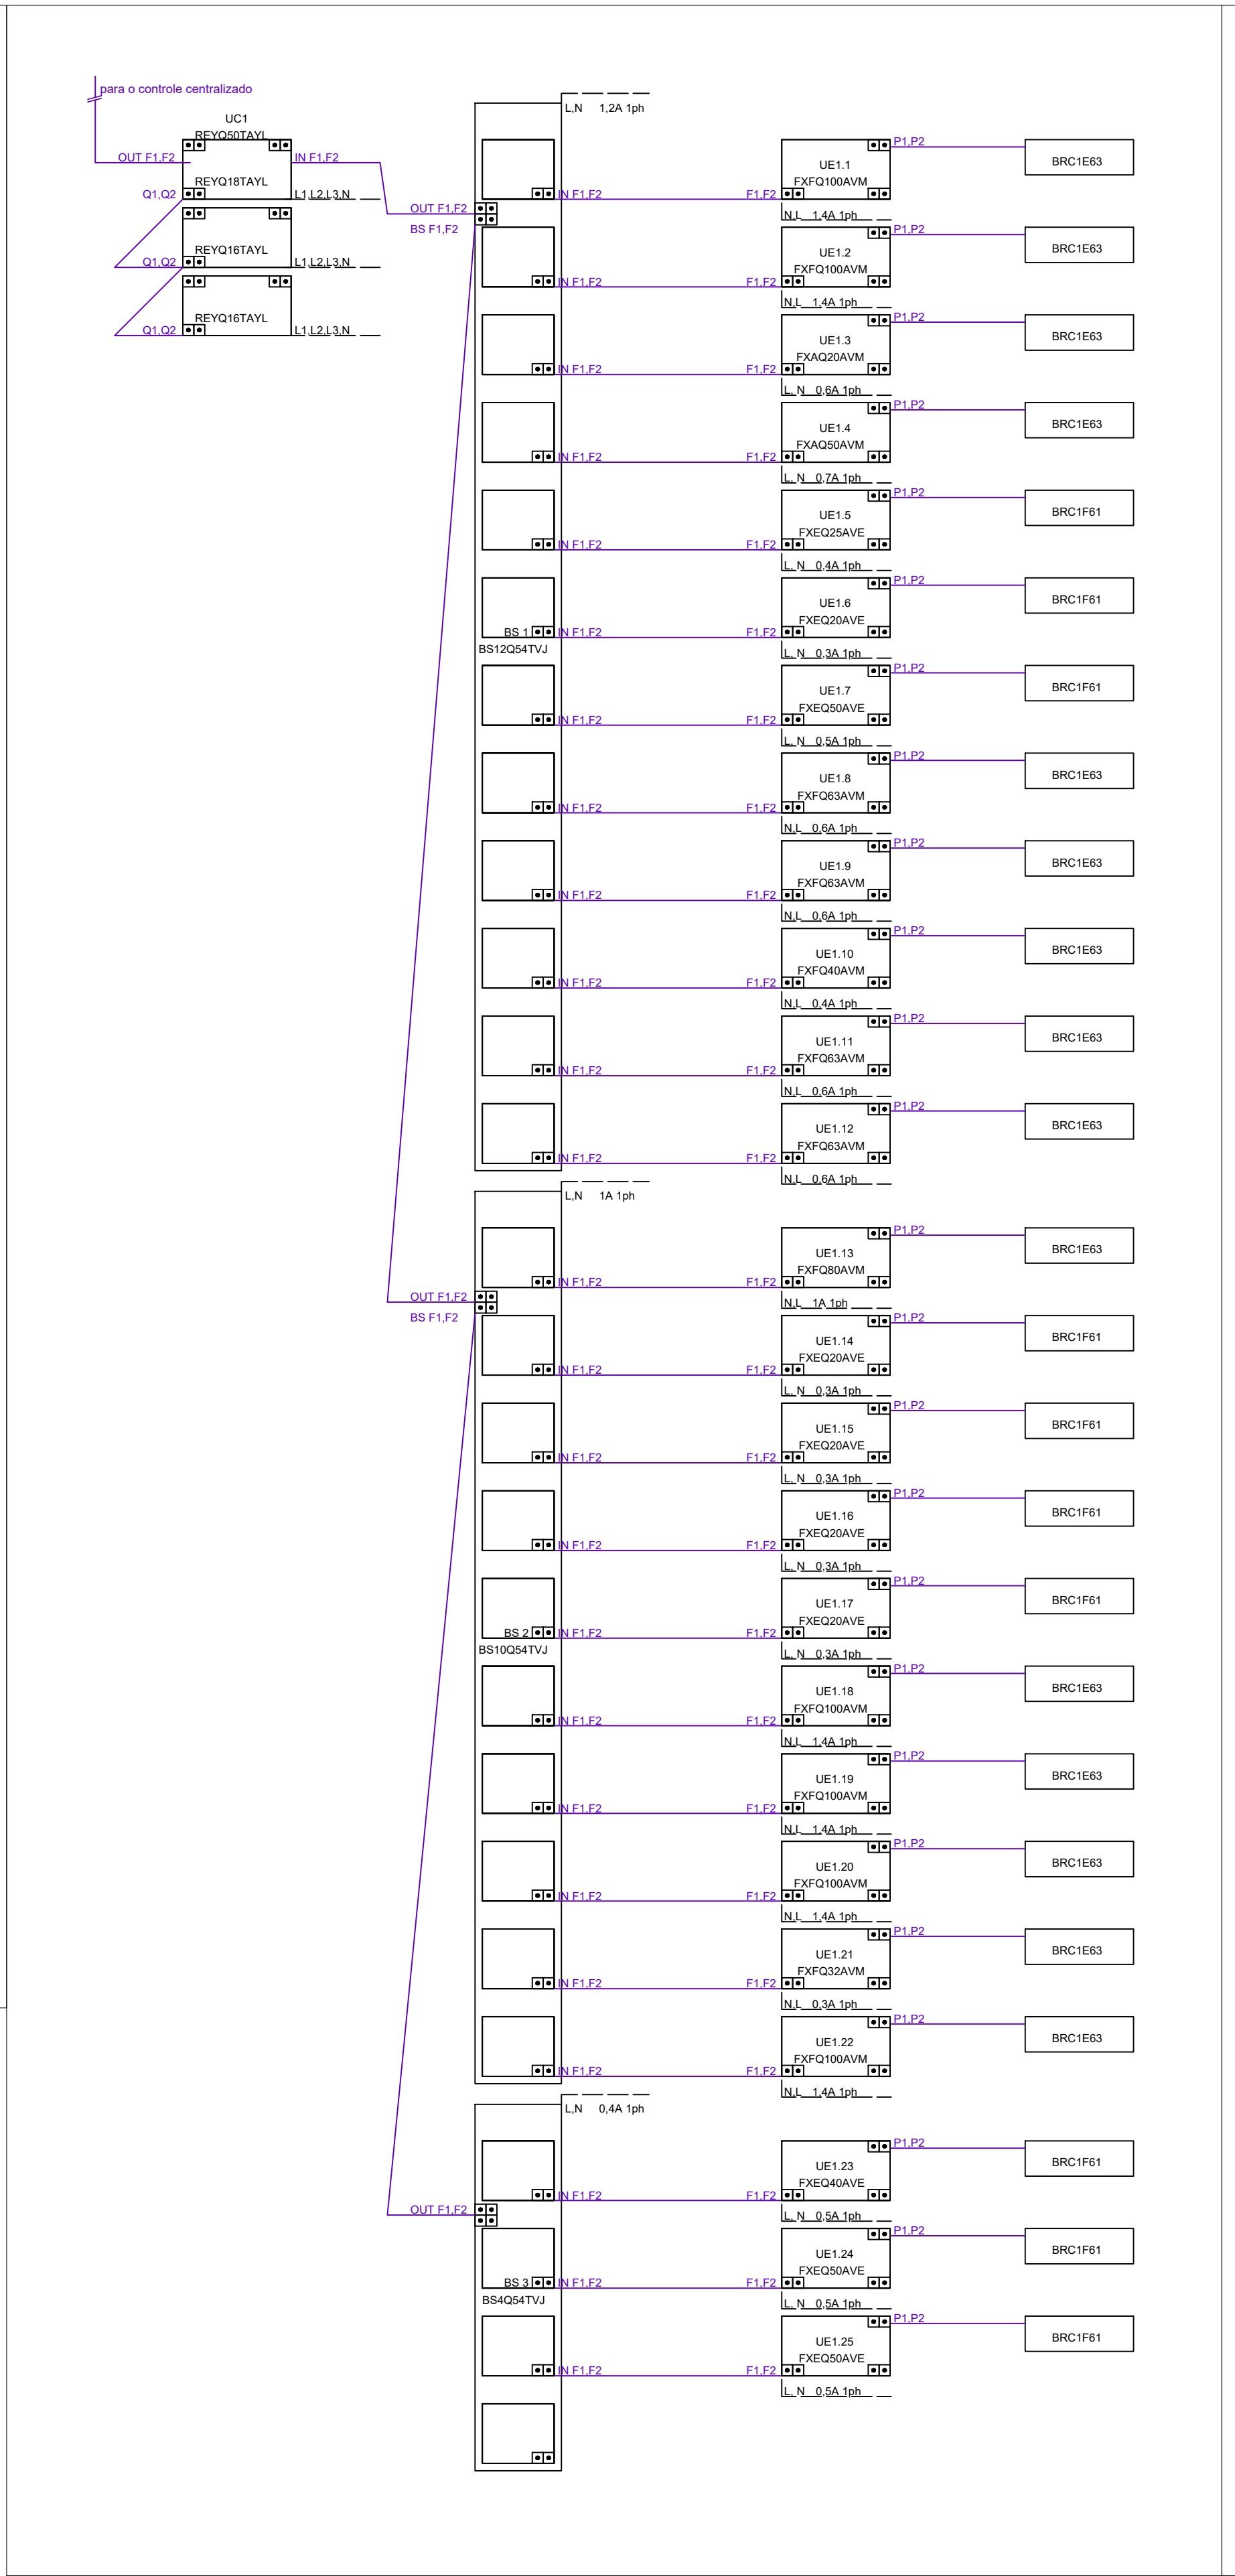 para o controle centralizado
UC1
REYQ50TAYL
OUT F1,F2
IN F1,F2
REYQ18TAYL
Q1,Q2
L1,L2,L3,N
REYQ16TAYL
Q1,Q2
L1,L2,L3,N
REYQ16TAYL
Q1,Q2
L1,L2,L3,N
L,N 1,2A 1ph
OUT F1,F2
BS F1,F2
BS 1
BS12Q54TVJ
IN F1,F2 F1,F2 UE1.1 P1,P2 BRC1E63
FXFQ100AVM
N,L 1,4A 1ph
IN F1,F2 F1,F2 UE1.2 P1,P2 BRC1E63
FXFQ100AVM
N,L 1,4A 1ph
IN F1,F2 F1,F2 UE1.3 P1,P2 BRC1E63
FXAQ20AVM
L, N 0,6A 1ph
IN F1,F2 F1,F2 UE1.4 P1,P2 BRC1E63
FXAQ50AVM
L, N 0,7A 1ph
IN F1,F2 F1,F2 UE1.5 P1,P2 BRC1F61
FXEQ25AVE
L, N 0,4A 1ph
IN F1,F2 F1,F2 UE1.6 P1,P2 BRC1F61
FXEQ20AVE
L, N 0,3A 1ph
IN F1,F2 F1,F2 UE1.7 P1,P2 BRC1F61
FXEQ50AVE
L, N 0,5A 1ph
IN F1,F2 F1,F2 UE1.8 P1,P2 BRC1E63
FXFQ63AVM
N,L 0,6A 1ph
IN F1,F2 F1,F2 UE1.9 P1,P2 BRC1E63
FXFQ63AVM
N,L 0,6A 1ph
IN F1,F2 F1,F2 UE1.10 P1,P2 BRC1E63
FXFQ40AVM
N,L 0,4A 1ph
IN F1,F2 F1,F2 UE1.11 P1,P2 BRC1E63
FXFQ63AVM
N,L 0,6A 1ph
IN F1,F2 F1,F2 UE1.12 P1,P2 BRC1E63
FXFQ63AVM
N,L 0,6A 1ph
L,N 1A 1ph
OUT F1,F2
BS F1,F2
BS 2
BS10Q54TVJ
IN F1,F2 F1,F2 UE1.13 P1,P2 BRC1E63
FXFQ80AVM
N,L 1A 1ph
IN F1,F2 F1,F2 UE1.14 P1,P2 BRC1F61
FXEQ20AVE
L, N 0,3A 1ph
IN F1,F2 F1,F2 UE1.15 P1,P2 BRC1F61
FXEQ20AVE
L, N 0,3A 1ph
IN F1,F2 F1,F2 UE1.16 P1,P2 BRC1F61
FXEQ20AVE
L, N 0,3A 1ph
IN F1,F2 F1,F2 UE1.17 P1,P2 BRC1F61
FXEQ20AVE
L, N 0,3A 1ph
IN F1,F2 F1,F2 UE1.18 P1,P2 BRC1E63
FXFQ100AVM
N,L 1,4A 1ph
IN F1,F2 F1,F2 UE1.19 P1,P2 BRC1E63
FXFQ100AVM
N,L 1,4A 1ph
IN F1,F2 F1,F2 UE1.20 P1,P2 BRC1E63
FXFQ100AVM
N,L 1,4A 1ph
IN F1,F2 F1,F2 UE1.21 P1,P2 BRC1E63
FXFQ32AVM
N,L 0,3A 1ph
IN F1,F2 F1,F2 UE1.22 P1,P2 BRC1E63
FXFQ100AVM
N,L 1,4A 1ph
L,N 0,4A 1ph
OUT F1,F2
BS 3
BS4Q54TVJ
IN F1,F2 F1,F2 UE1.23 P1,P2 BRC1F61
FXEQ40AVE
L, N 0,5A 1ph
IN F1,F2 F1,F2 UE1.24 P1,P2 BRC1F61
FXEQ50AVE
L, N 0,5A 1ph
IN F1,F2 F1,F2 UE1.25 P1,P2 BRC1F61
FXEQ50AVE
L, N 0,5A 1ph